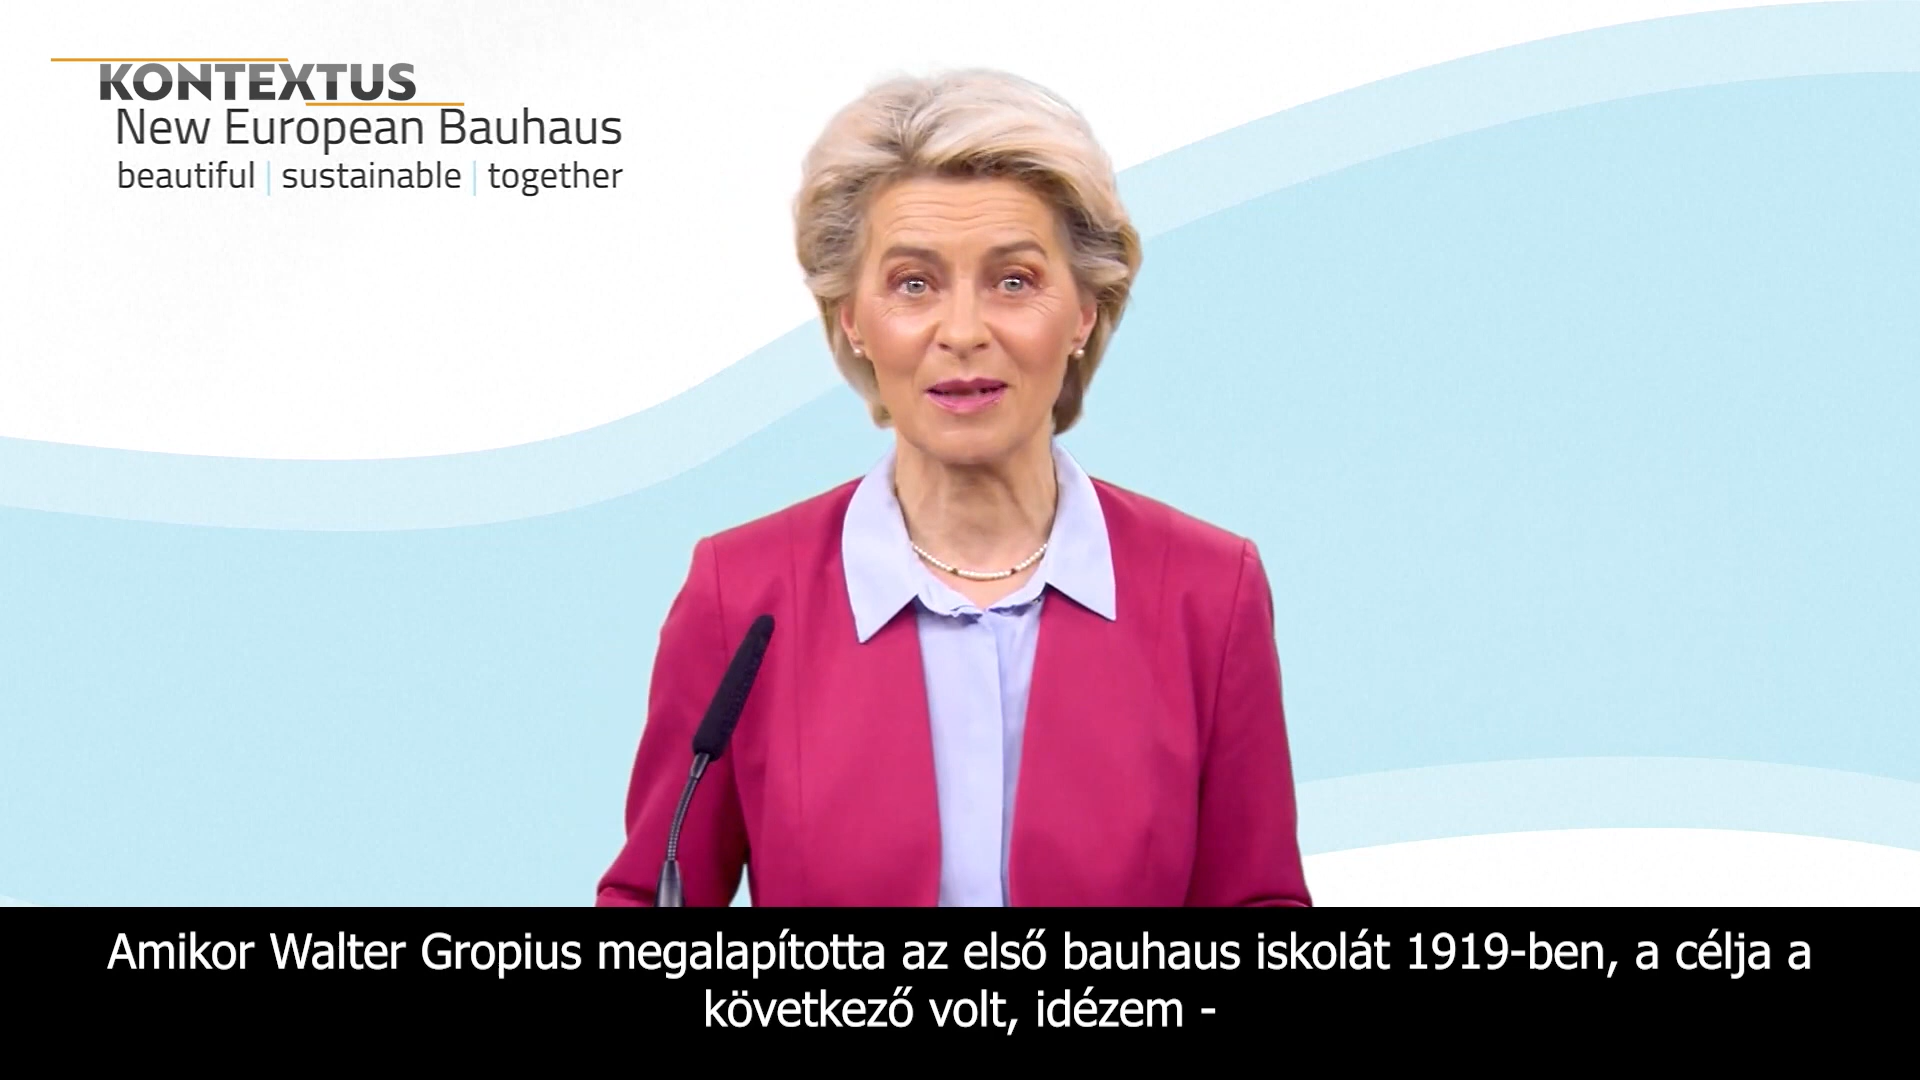 KONTEXTUS
New European Bauhaus
beautiful | sustainable | together
Amikor Walter Gropius megalapította az első bauhaus iskolát 1919-ben, a célja a
következő volt, idézem -